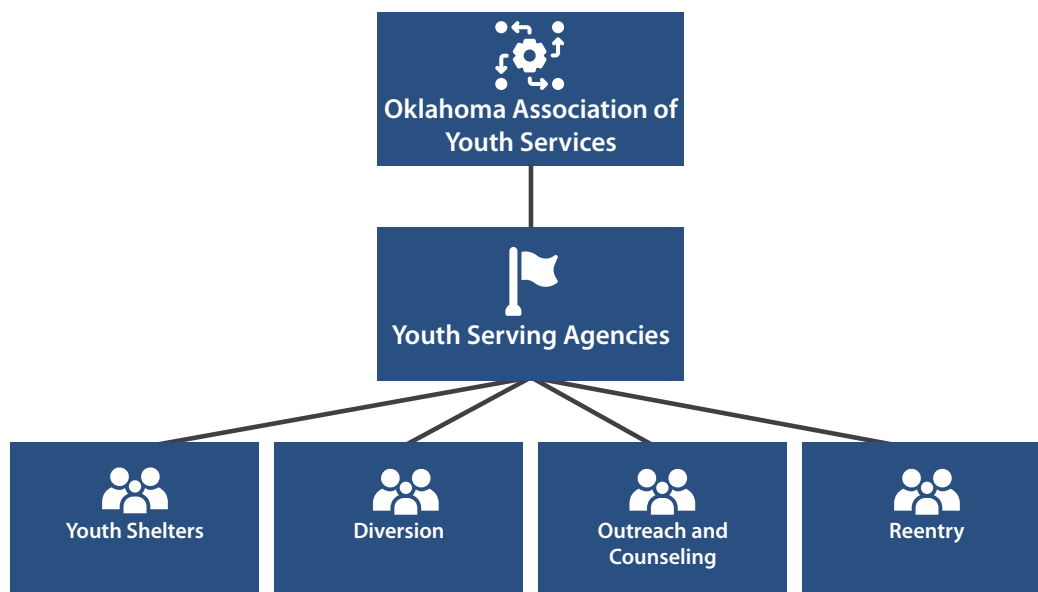 Oklahoma Association of
Youth Services
Youth Serving Agencies
Youth Shelters
Diversion
Outreach and
Counseling
Reentry